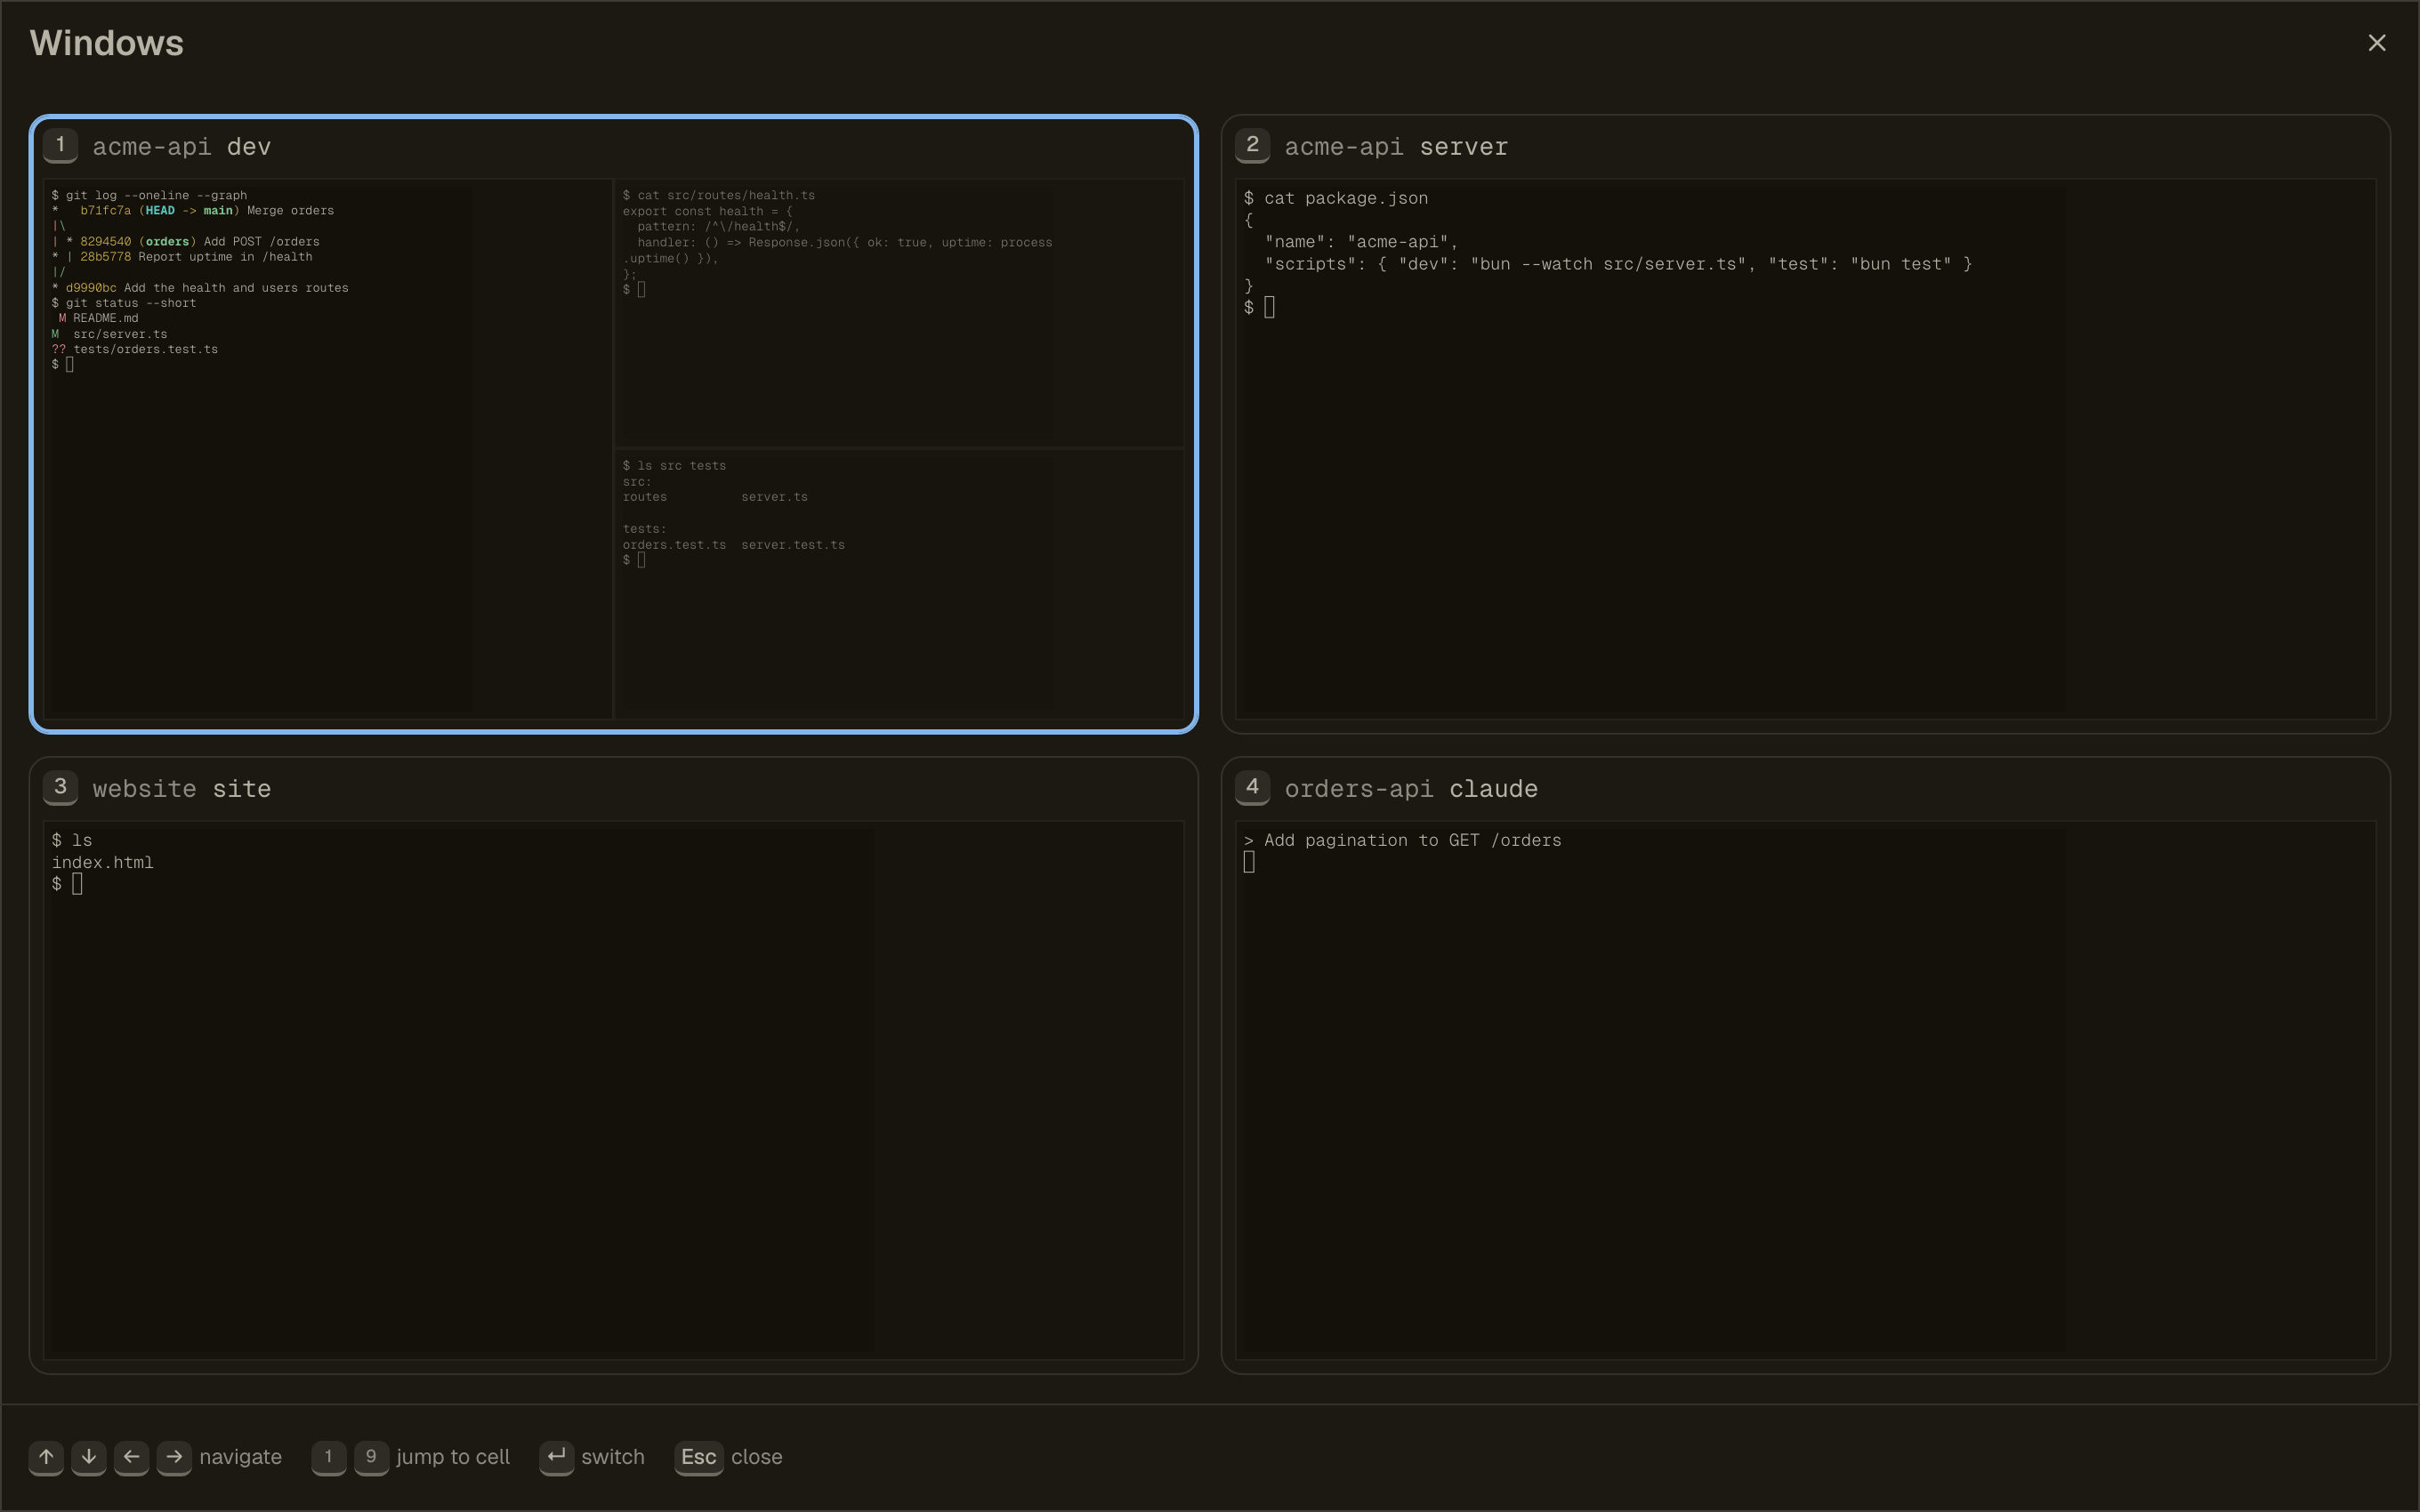 Windows
1 acme-api dev
$ git log --oneline --graph
*   b71fc7a (HEAD -> main) Merge orders
|\
| * 8294540 (orders) Add POST /orders
* | 28b5778 Report uptime in /health
|/
* d9990bc Add the health and users routes
$ git status --short
 M README.md
M  src/server.ts
?? tests/orders.test.ts
$
$ cat src/routes/health.ts
export const health = {
  pattern: /^\/health$/,
  handler: () => Response.json({ ok: true, uptime: process
.uptime() }),
};
$
$ ls src tests
src:
routes          server.ts
tests:
orders.test.ts  server.test.ts
$
2 acme-api server
$ cat package.json
{
  "name": "acme-api",
  "scripts": { "dev": "bun --watch src/server.ts", "test": "bun test" }
}
$
3 website site
$ ls
index.html
$
4 orders-api claude
> Add pagination to GET /orders
↑ ↓ ← → navigate 1 9 jump to cell ↵ switch Esc close